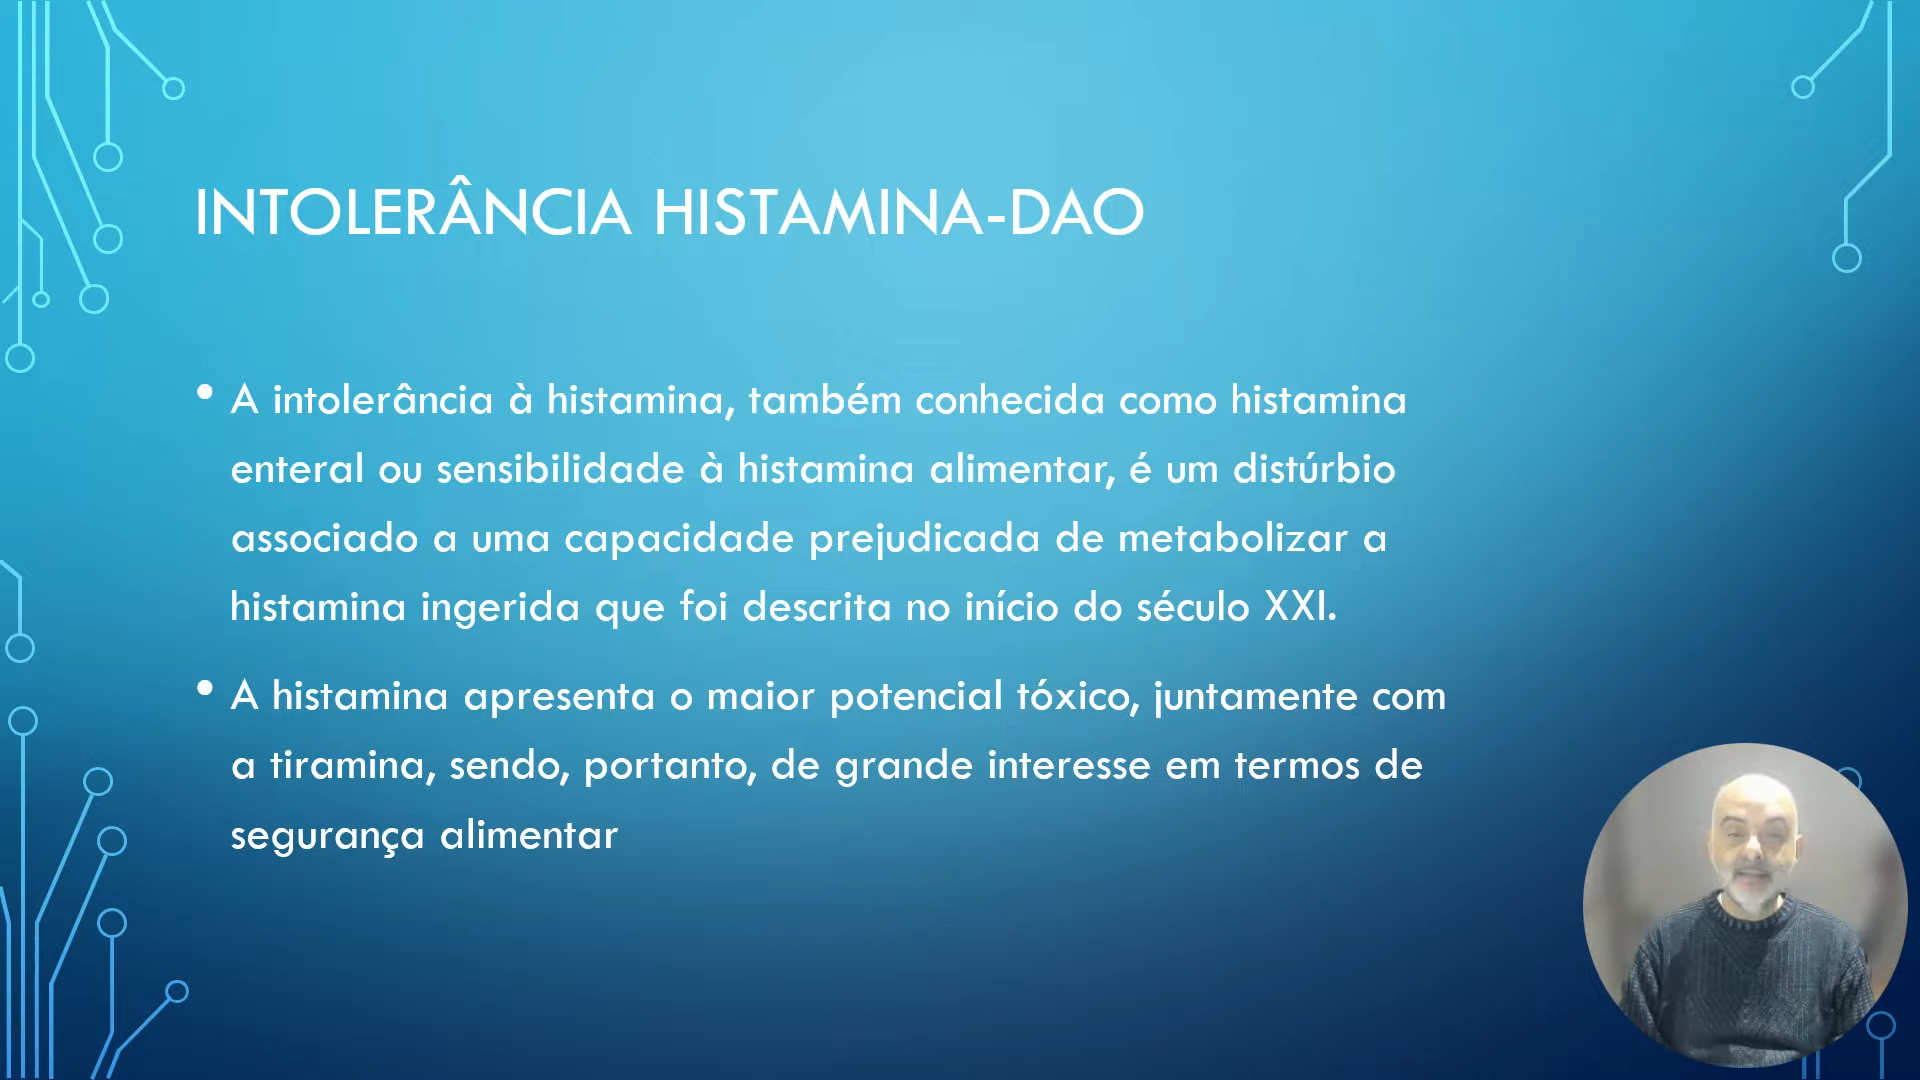 INTOLERÂNCIA HISTAMINA-DAO
• A intolerância à histamina, também conhecida como histamina
enteral ou sensibilidade à histamina alimentar, é um distúrbio
associado a uma capacidade prejudicada de metabolizar a
histamina ingerida que foi descrita no início do século XXI.
• A histamina apresenta o maior potencial tóxico, juntamente com
a tiramina, sendo, portanto, de grande interesse em termos de
segurança alimentar